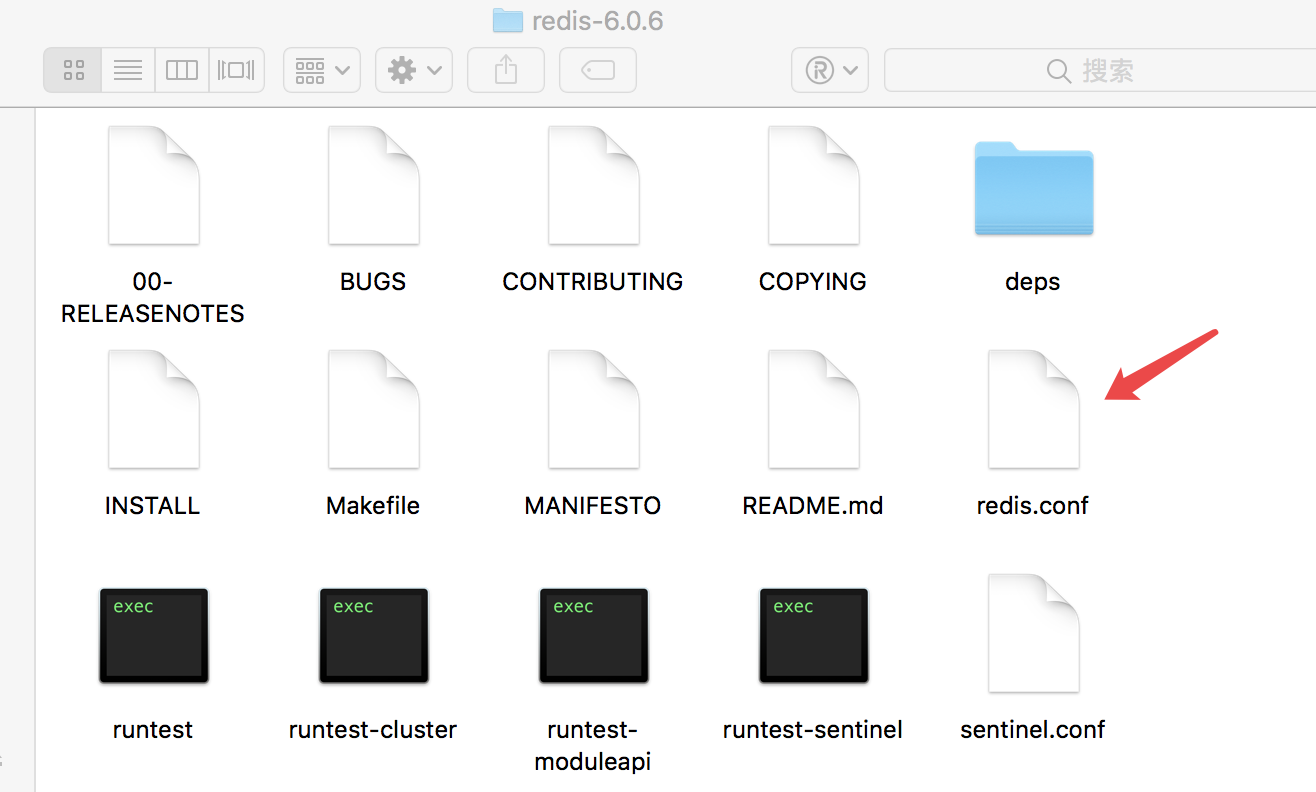 redis-6.0.6
搜索
00-
RELEASENOTES
BUGS
CONTRIBUTING
COPYING
deps
INSTALL
Makefile
MANIFESTO
README.md
redis.conf
exec
exec
exec
exec
runtest
runtest-cluster
runtest-
moduleapi
runtest-sentinel
sentinel.conf